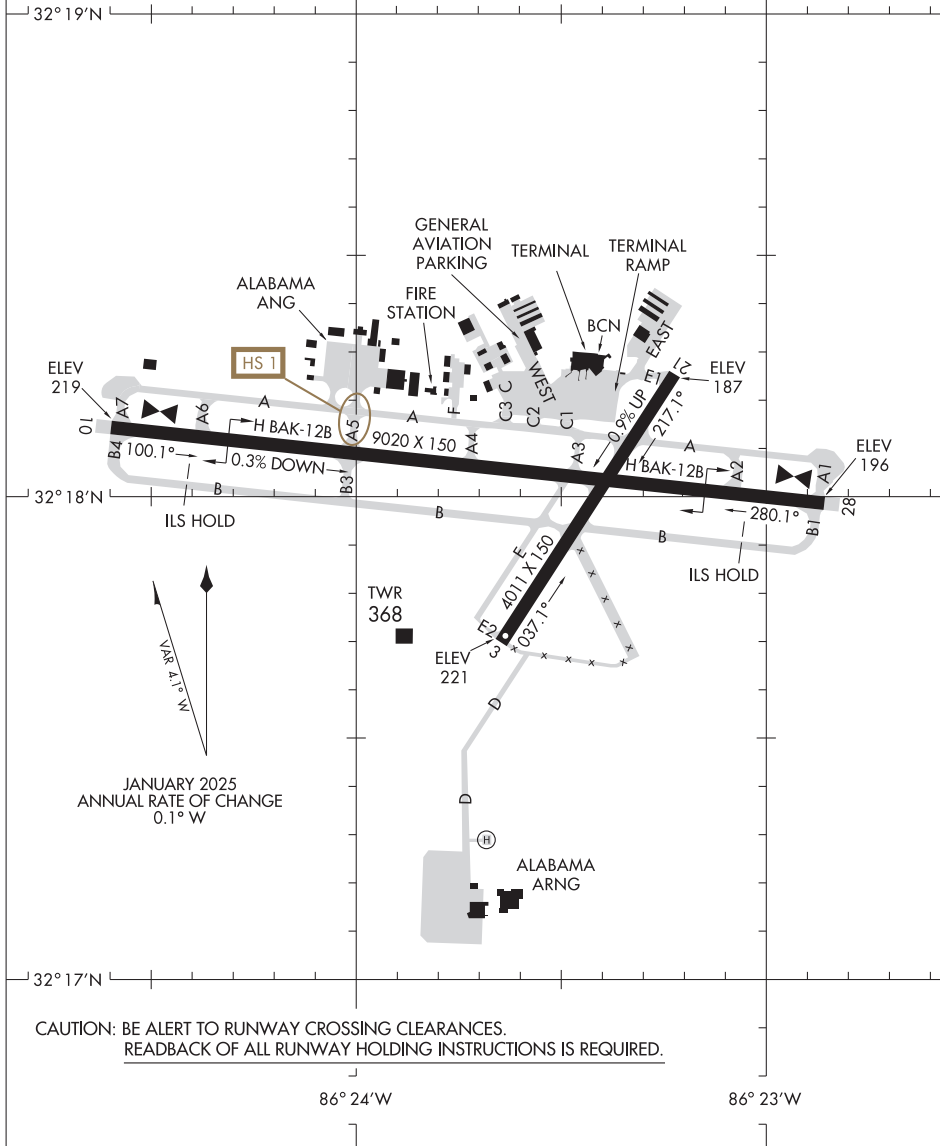 32° 19'N
GENERAL
AVIATION
PARKING
TERMINAL
TERMINAL
RAMP
ALABAMA
ANG
FIRE
STATION
BCN
HS 1
EAST
WEST
ELEV
219
ELEV
187
21
E1
0.9% UP
217.1°
A7
A6
A
A5
A
F
C3
C
C2
C1
A4
A3
A
A2
A1
ELEV
196
10
H BAK-12B
9020 X 150
H BAK-12B
B4
100.1°
0.3% DOWN
B3
280.1°
28
B1
32° 18'N
B
B
B
ILS HOLD
ILS HOLD
E
4011 X 150
037.1°
E2
3
x x x x x x x x x
TWR
368
ELEV
221
VAR 4.1° W
D
JANUARY 2025
ANNUAL RATE OF CHANGE
0.1° W
D
H
ALABAMA
ARNG
32° 17'N
CAUTION: BE ALERT TO RUNWAY CROSSING CLEARANCES.
READBACK OF ALL RUNWAY HOLDING INSTRUCTIONS IS REQUIRED.
86° 24'W
86° 23'W